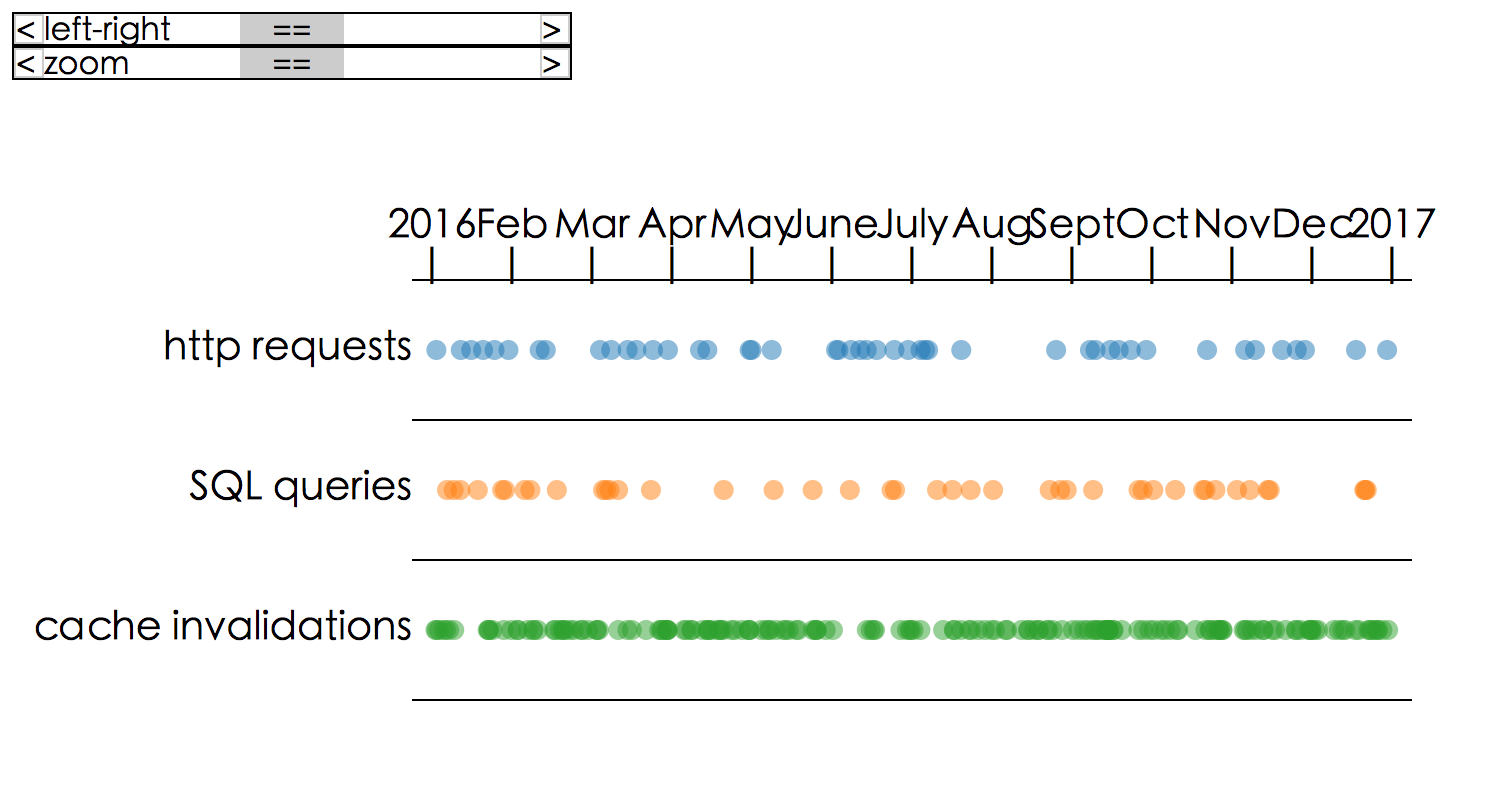 < left-right == >
< zoom == >
2016 Feb Mar Apr May June July Aug Sept Oct Nov Dec 2017
http requests
SQL queries
cache invalidations